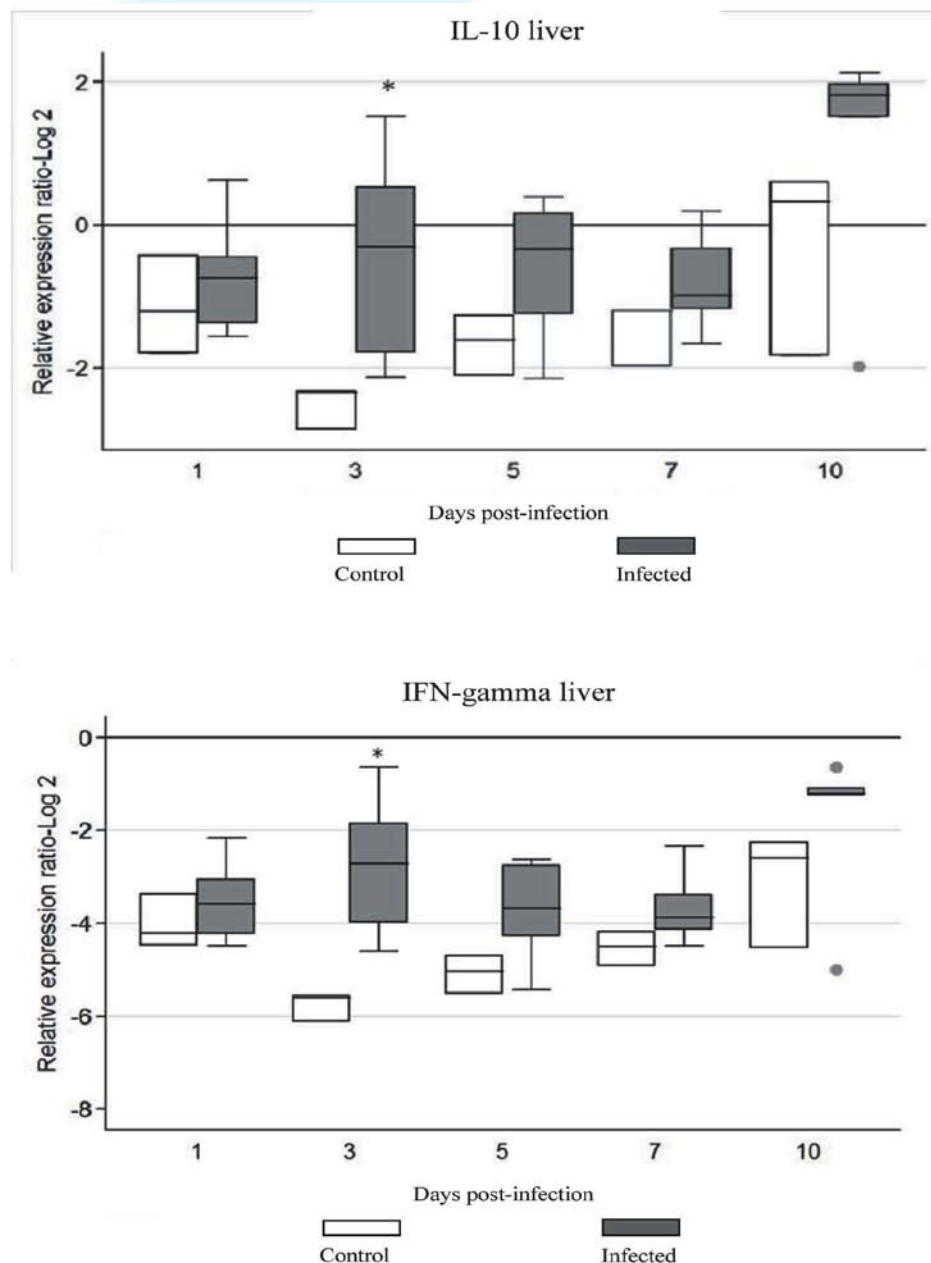 IL-10 liver
*
2
0
-2
Relative expression ratio-Log 2
1 3 5 7 10
Days post-infection
Control Infected
IFN-gamma liver
*
0
-2
-4
-6
-8
Relative expression ratio-Log 2
1 3 5 7 10
Days post-infection
Control Infected